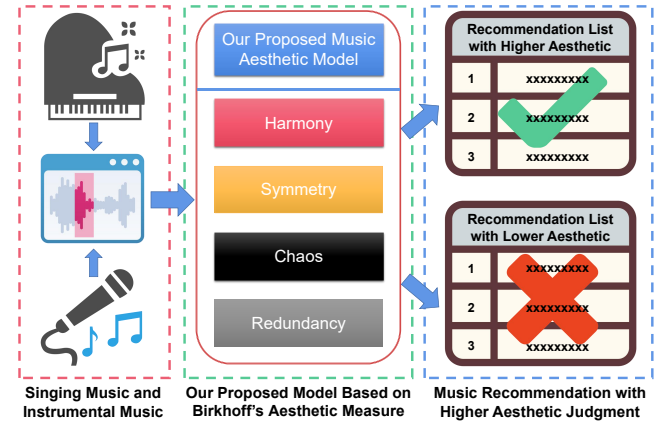 Our Proposed Music
Aesthetic Model
Harmony
Symmetry
Chaos
Redundancy
Recommendation List
with Higher Aesthetic
1 xxxxxxxxx
2 xxxxxxxxx
3 xxxxxxxxx
Recommendation List
with Lower Aesthetic
1 xxxxxxxxx
2 xxxxxxxxx
3 xxxxxxxxx
Singing Music and
Instrumental Music
Our Proposed Model Based on
Birkhoff's Aesthetic Measure
Music Recommendation with
Higher Aesthetic Judgment